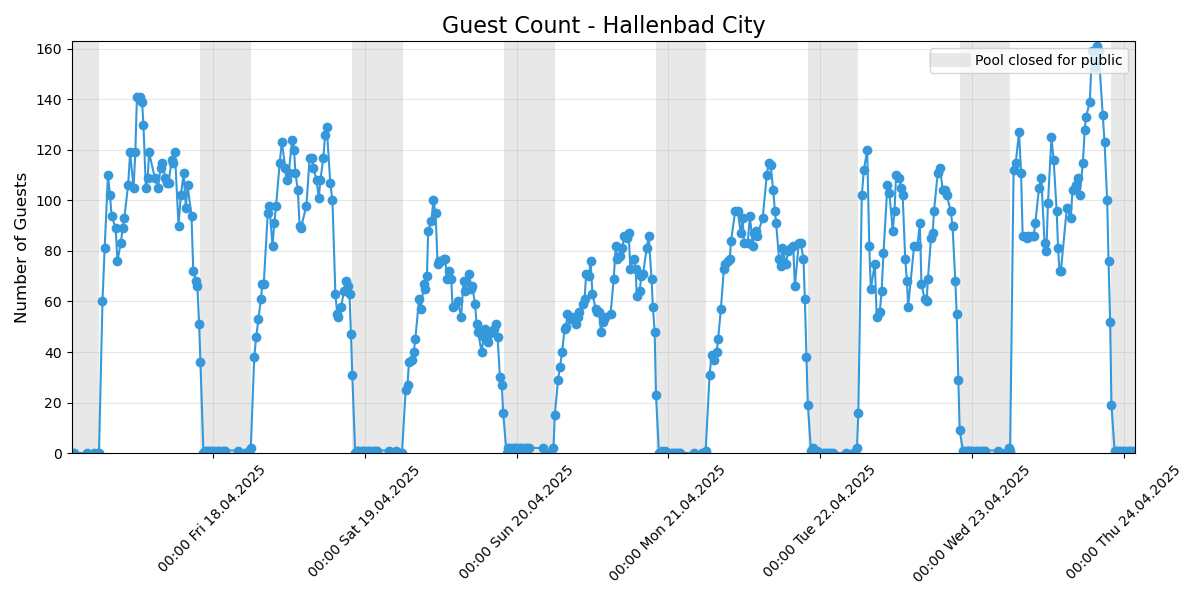 Guest Count - Hallenbad City
Pool closed for public
Number of Guests
160
140
120
100
80
60
40
20
0
00:00 Fri 18.04.2025
00:00 Sat 19.04.2025
00:00 Sun 20.04.2025
00:00 Mon 21.04.2025
00:00 Tue 22.04.2025
00:00 Wed 23.04.2025
00:00 Thu 24.04.2025